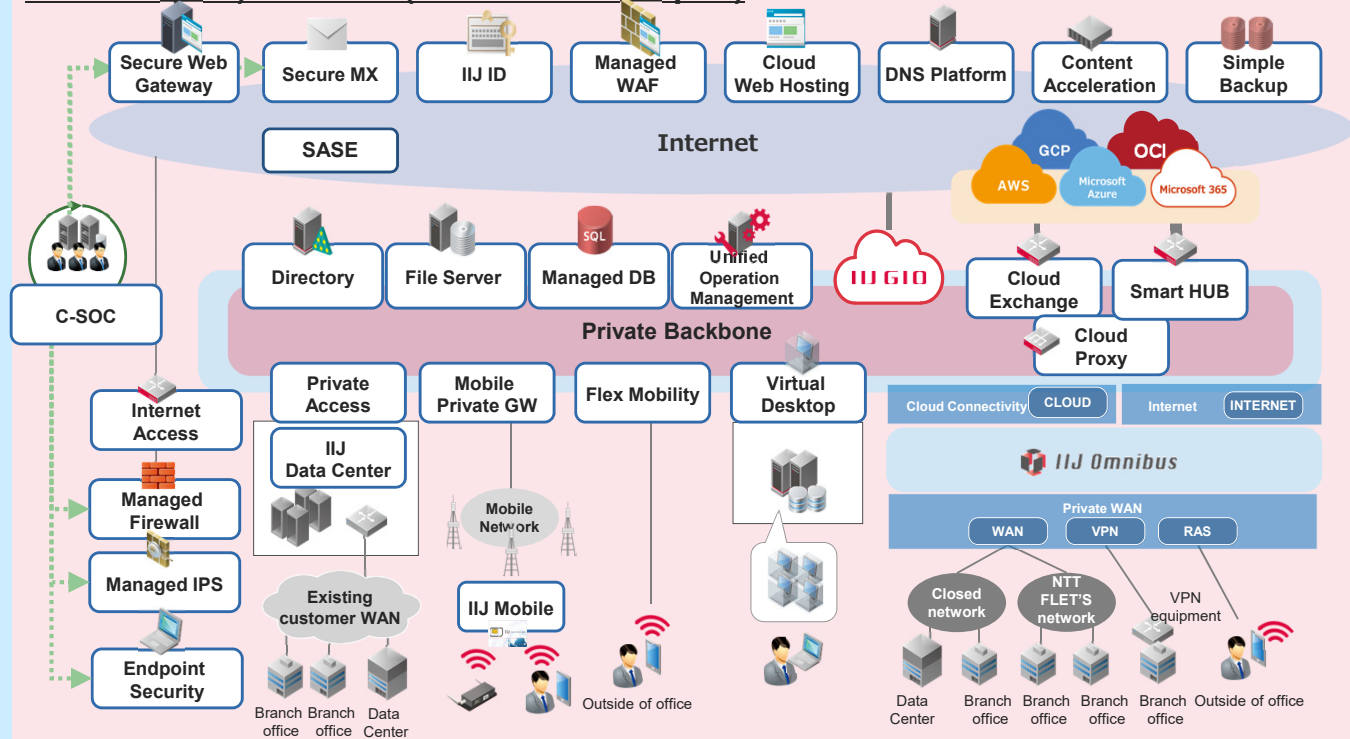 Secure Web
Gateway
Secure MX
IIJ ID
Managed
WAF
Cloud
Web Hosting
DNS Platform
Content
Acceleration
Simple
Backup
SASE
Internet
GCP
OCI
AWS
Microsoft
Azure
Microsoft 365
C-SOC
Directory
File Server
SQL
Managed DB
Unified
Operation
Management
IIJ GIO
Cloud
Exchange
Smart HUB
Private Backbone
Cloud
Proxy
Internet
Access
Private
Access
Mobile
Private GW
Flex Mobility
Virtual
Desktop
Cloud Connectivity
CLOUD
Internet
INTERNET
IIJ
Data Center
IIJ Omnibus
Managed
Firewall
Mobile
Network
Private WAN
WAN
VPN
RAS
Managed IPS
Existing
customer WAN
IIJ Mobile
Closed
network
NTT
FLET'S
network
VPN
equipment
Endpoint
Security
Branch
office
Branch
office
Data
Center
Outside of office
Data
Center
Branch
office
Branch
office
Branch
office
Branch
office
Outside of office